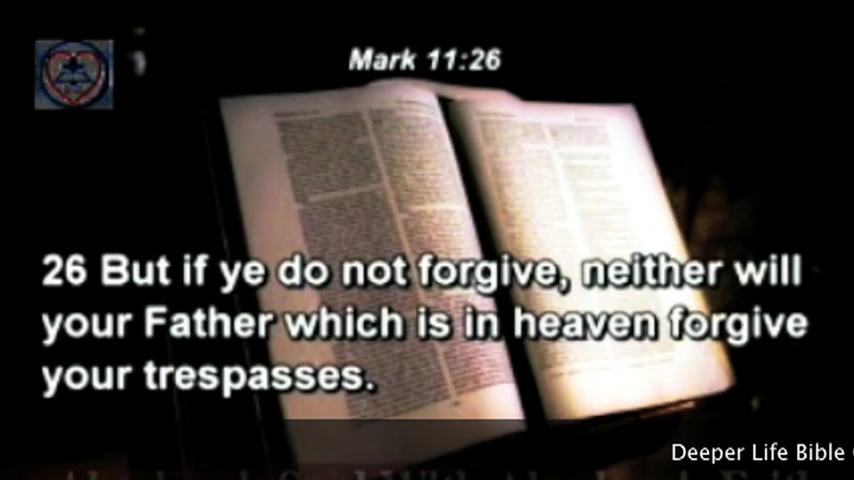 Mark 11:26
26 But if ye do not forgive, neither will
your Father which is in heaven forgive
your trespasses.
Deeper Life Bible